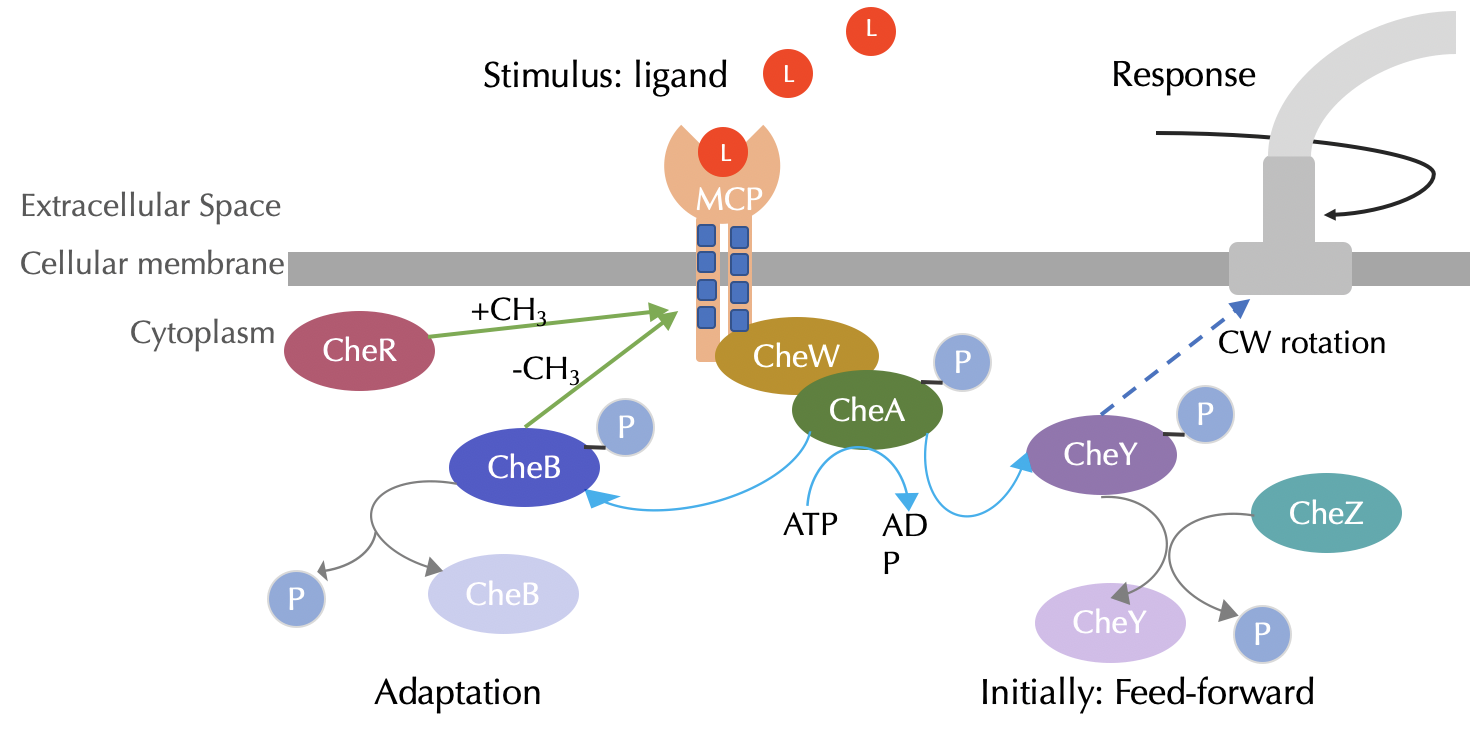 L
Stimulus: ligand
L
Response
L
MCP
Extracellular Space
Cellular membrane
Cytoplasm
+CH3
CheR
-CH3
CheW
P
CW rotation
CheA
P
CheB
P
CheY
ATP
AD
P
CheZ
P
CheB
CheY
P
Adaptation
Initially: Feed-forward